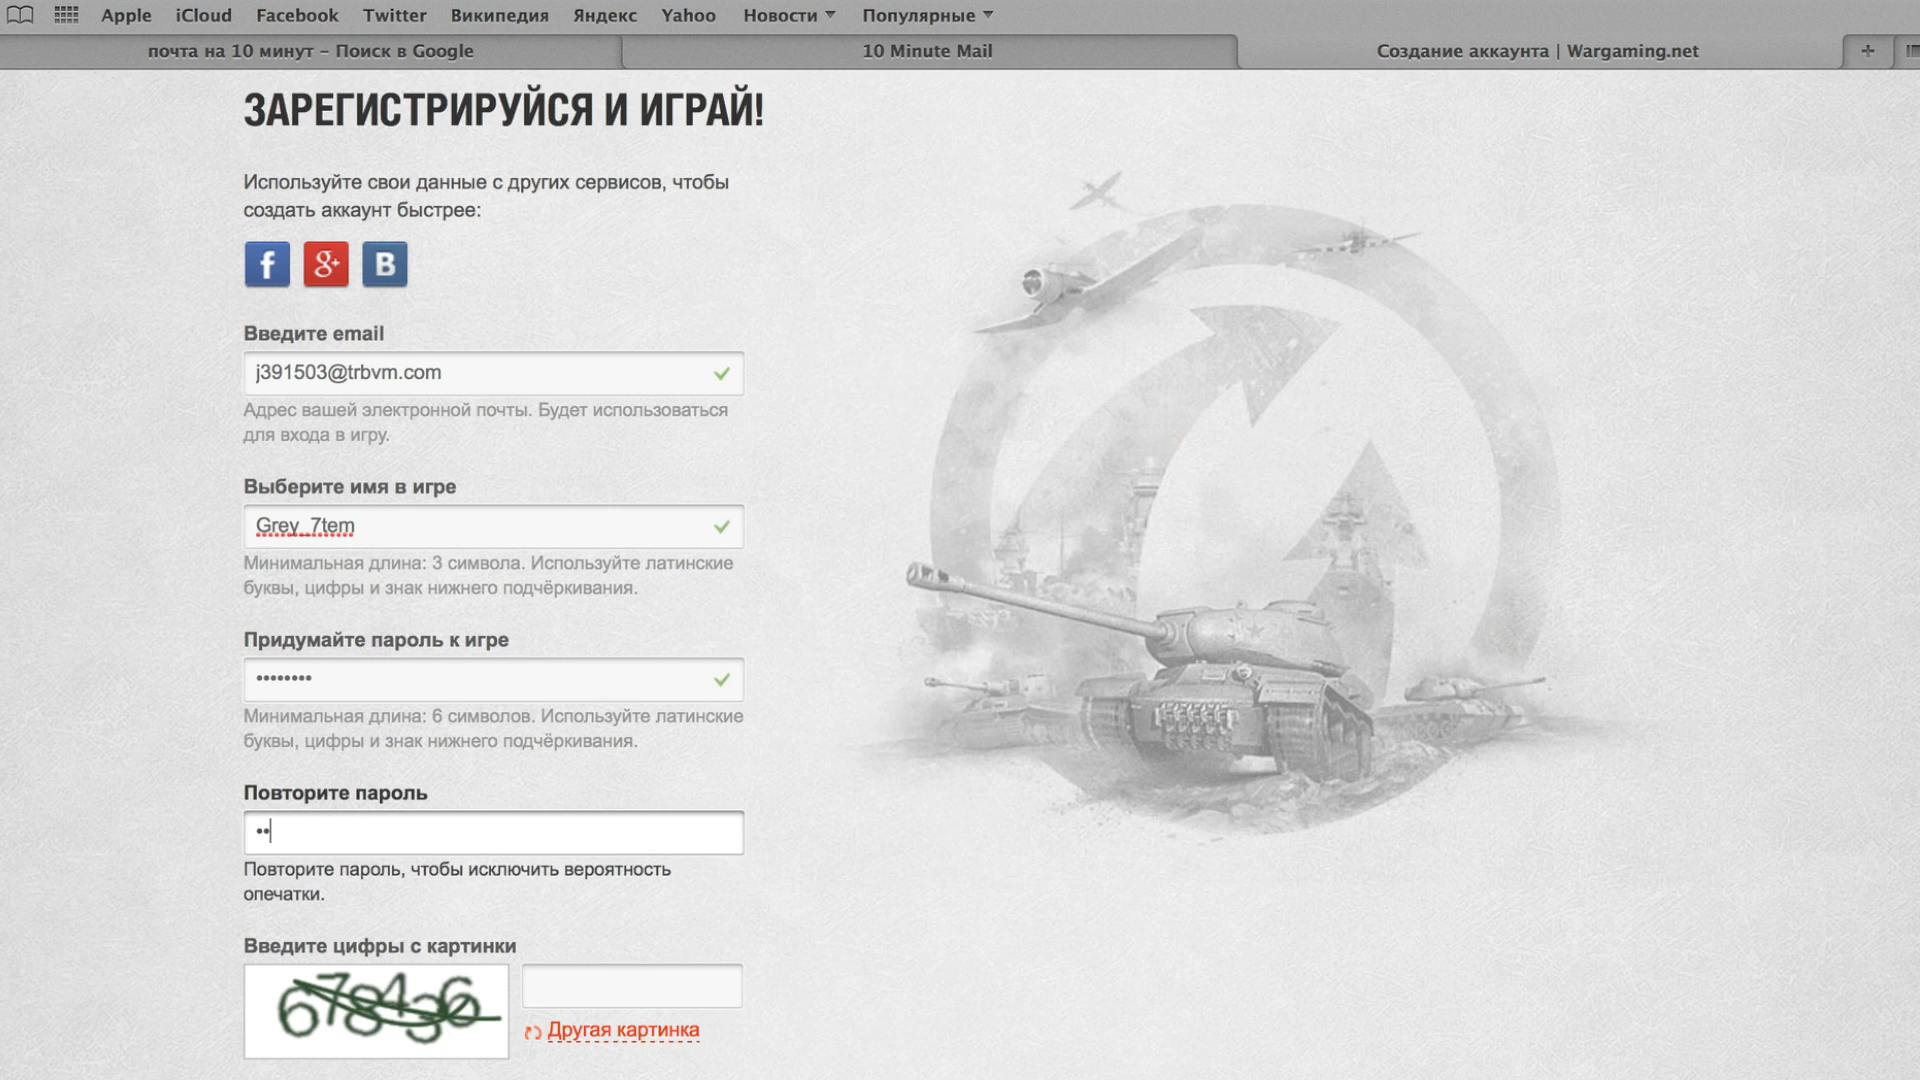 Apple iCloud Facebook Twitter Википедия Яндекс Yahoo Новости Популярные
почта на 10 минут – Поиск в Google
10 Minute Mail
Создание аккаунта | Wargaming.net
ЗАРЕГИСТРИРУЙСЯ И ИГРАЙ!
Используйте свои данные с других сервисов, чтобы
создать аккаунт быстрее:
f g+ B
Введите email
j391503@trbvm.com
Адрес вашей электронной почты. Будет использоваться
для входа в игру.
Выберите имя в игре
Grey_7tem
Минимальная длина: 3 символа. Используйте латинские
буквы, цифры и знак нижнего подчёркивания.
Придумайте пароль к игре
••••••••
Минимальная длина: 6 символов. Используйте латинские
буквы, цифры и знак нижнего подчёркивания.
Повторите пароль
••
Повторите пароль, чтобы исключить вероятность
опечатки.
Введите цифры с картинки
678436
Другая картинка